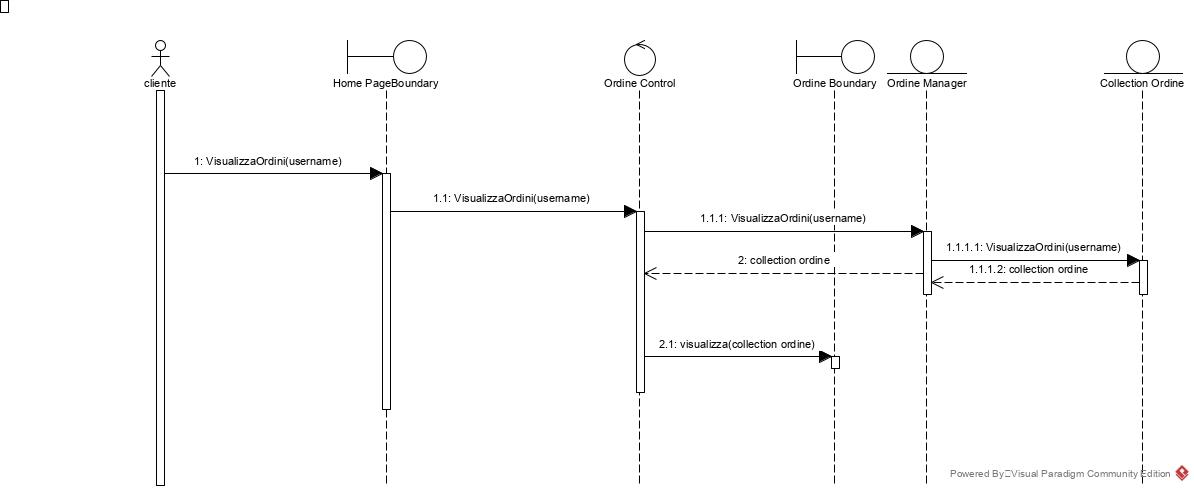 cliente
Home PageBoundary
Ordine Control
Ordine Boundary
Ordine Manager
Collection Ordine
1: VisualizzaOrdini(username)
1.1: VisualizzaOrdini(username)
1.1.1: VisualizzaOrdini(username)
1.1.1.1: VisualizzaOrdini(username)
2: collection ordine
1.1.1.2: collection ordine
2.1: visualizza(collection ordine)
Powered By Visual Paradigm Community Edition